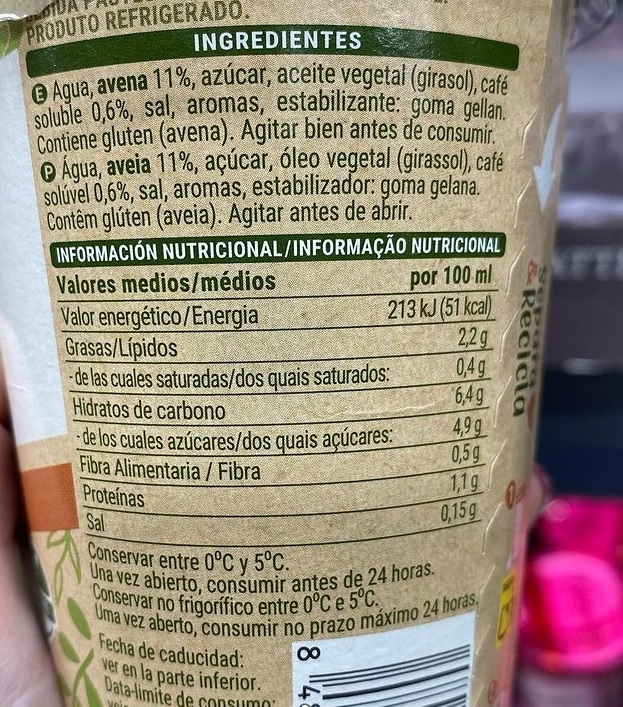 PRODUTO REFRIGERADO.
INGREDIENTES
E Agua, avena 11%, azúcar, aceite vegetal (girasol), café
soluble 0,6%, sal, aromas, estabilizante: goma gellan.
Contiene gluten (avena). Agitar bien antes de consumir.
P Água, aveia 11%, açúcar, óleo vegetal (girassol), café
solúvel 0,6%, sal, aromas, estabilizador: goma gelana.
Contêm glúten (aveia). Agitar antes de abrir.
INFORMACIÓN NUTRICIONAL/INFORMAÇÃO NUTRICIONAL
Valores medios/médios por 100 ml
Valor energético/Energia 213 kJ (51 kcal)
Grasas/Lípidos 2,2 g
- de las cuales saturadas/dos quais saturados: 0,4 g
Hidratos de carbono 6,4 g
- de los cuales azúcares/dos quais açúcares: 4,9 g
Fibra Alimentaria / Fibra 0,5 g
Proteínas 1,1 g
Sal 0,15 g
Conservar entre 0ºC y 5ºC.
Una vez abierto, consumir antes de 24 horas.
Conservar no frigorífico entre 0ºC e 5ºC.
Uma vez aberto, consumir no prazo máximo 24 horas.
Fecha de caducidad:
ver en la parte inferior.
Data-limite de consumo:
8
Separa
& Recicla